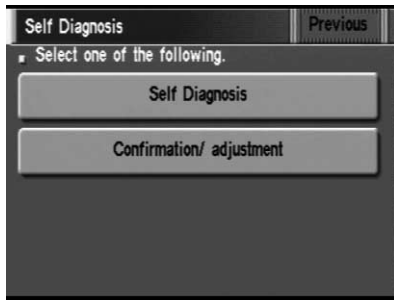 Self Diagnosis Previous
Select one of the following.
Self Diagnosis
Confirmation/ adjustment